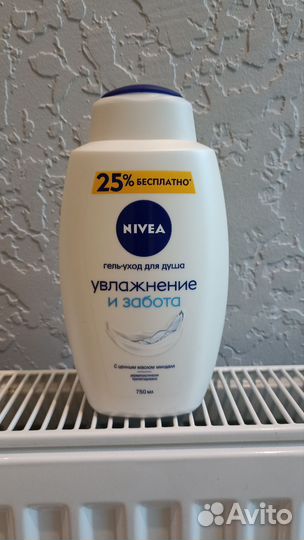 25% БЕСПЛАТНО*
NIVEA
гель-уход для душа
увлажнение
и забота
С ценным маслом миндаля
750 мл
Avito